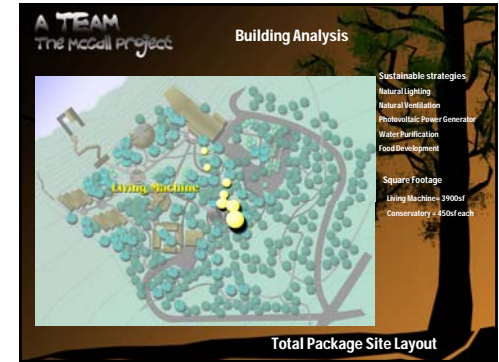 A TEAM
The McCall Project
Building Analysis
Sustainable strategies
Natural Lighting
Natural Ventilation
Photovoltaic Power Generator
Water Purification
Food Development
Living Machine
Square Footage
Living Machine= 3900sf
Conservatory = 450sf each
Total Package Site Layout